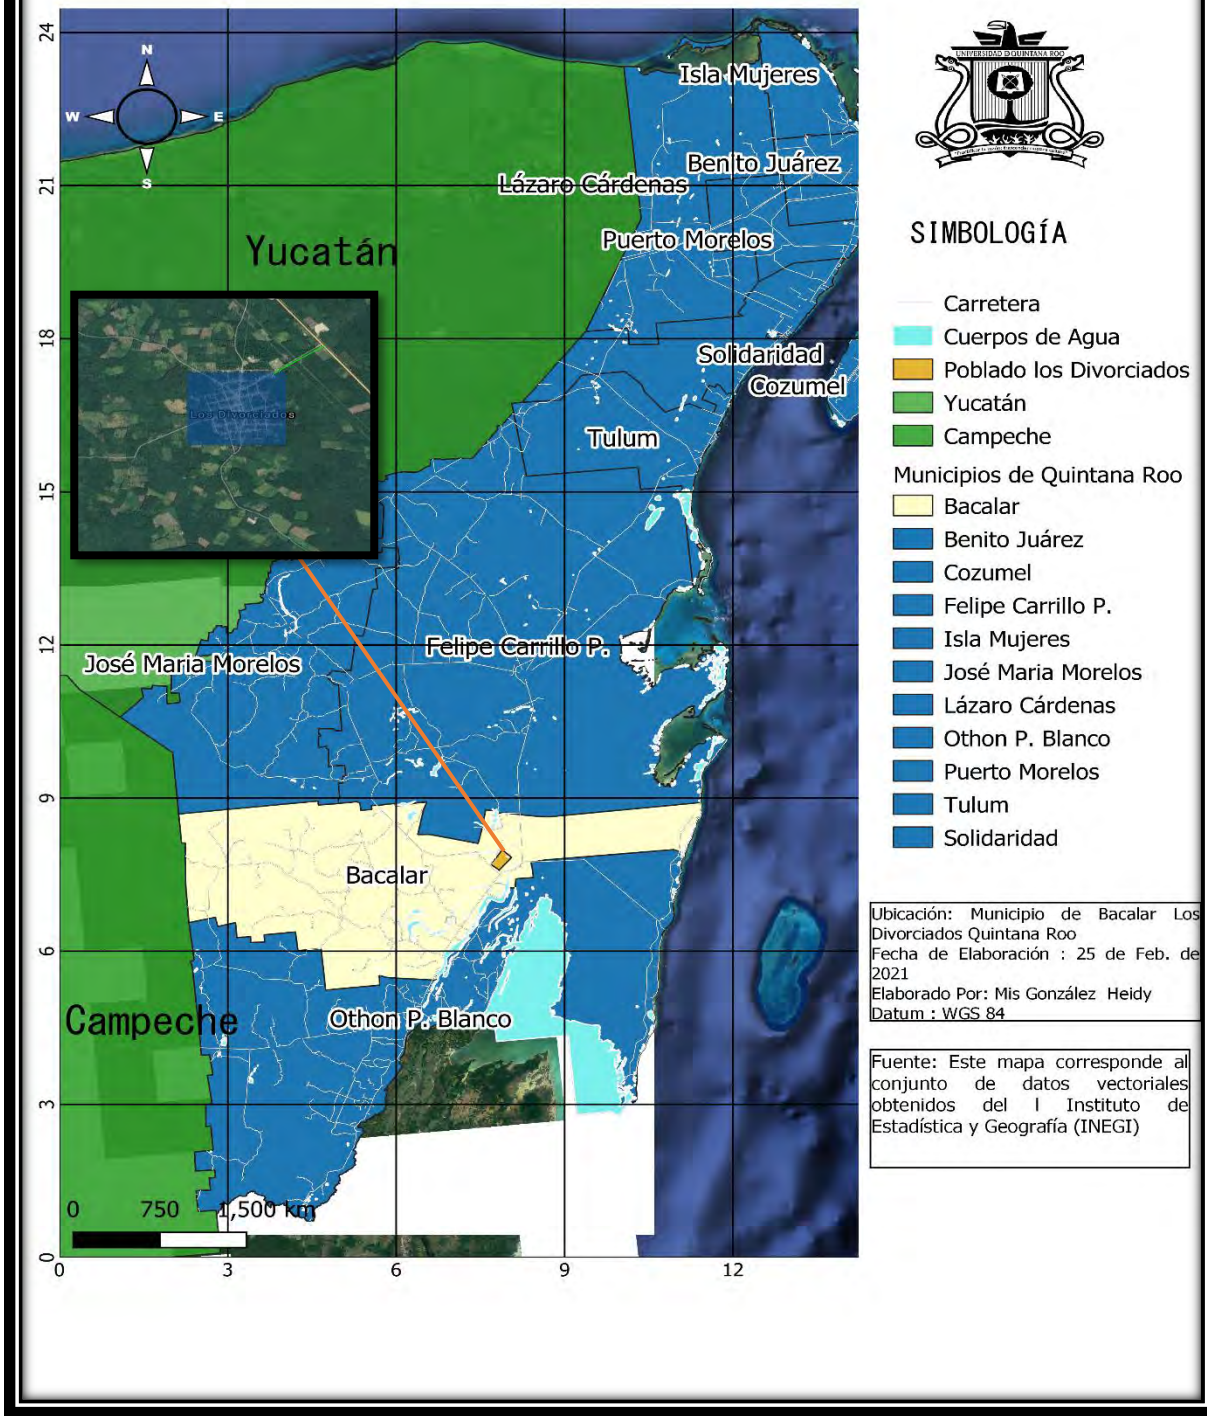 24
21
18
15
12
9
6
3
0
0
3
6
9
12
N
W
E
S
Isla Mujeres
Benito Juárez
Lázaro Cárdenas
Puerto Morelos
Yucatán
Solidaridad
Cozumel
Los Divorciados
Tulum
Felipe Carrillo P.
José Maria Morelos
Bacalar
Campeche
Othon P. Blanco
0 750 1,500 km
UNIVERSIDAD D QUINTANA ROO
SIMBOLOGÍA
Carretera
Cuerpos de Agua
Poblado los Divorciados
Yucatán
Campeche
Municipios de Quintana Roo
Bacalar
Benito Juárez
Cozumel
Felipe Carrillo P.
Isla Mujeres
José Maria Morelos
Lázaro Cárdenas
Othon P. Blanco
Puerto Morelos
Tulum
Solidaridad
Ubicación: Municipio de Bacalar Los
Divorciados Quintana Roo
Fecha de Elaboración : 25 de Feb. de
2021
Elaborado Por: Mis González Heidy
Datum : WGS 84
Fuente: Este mapa corresponde al
conjunto de datos vectoriales
obtenidos del I Instituto de
Estadística y Geografía (INEGI)